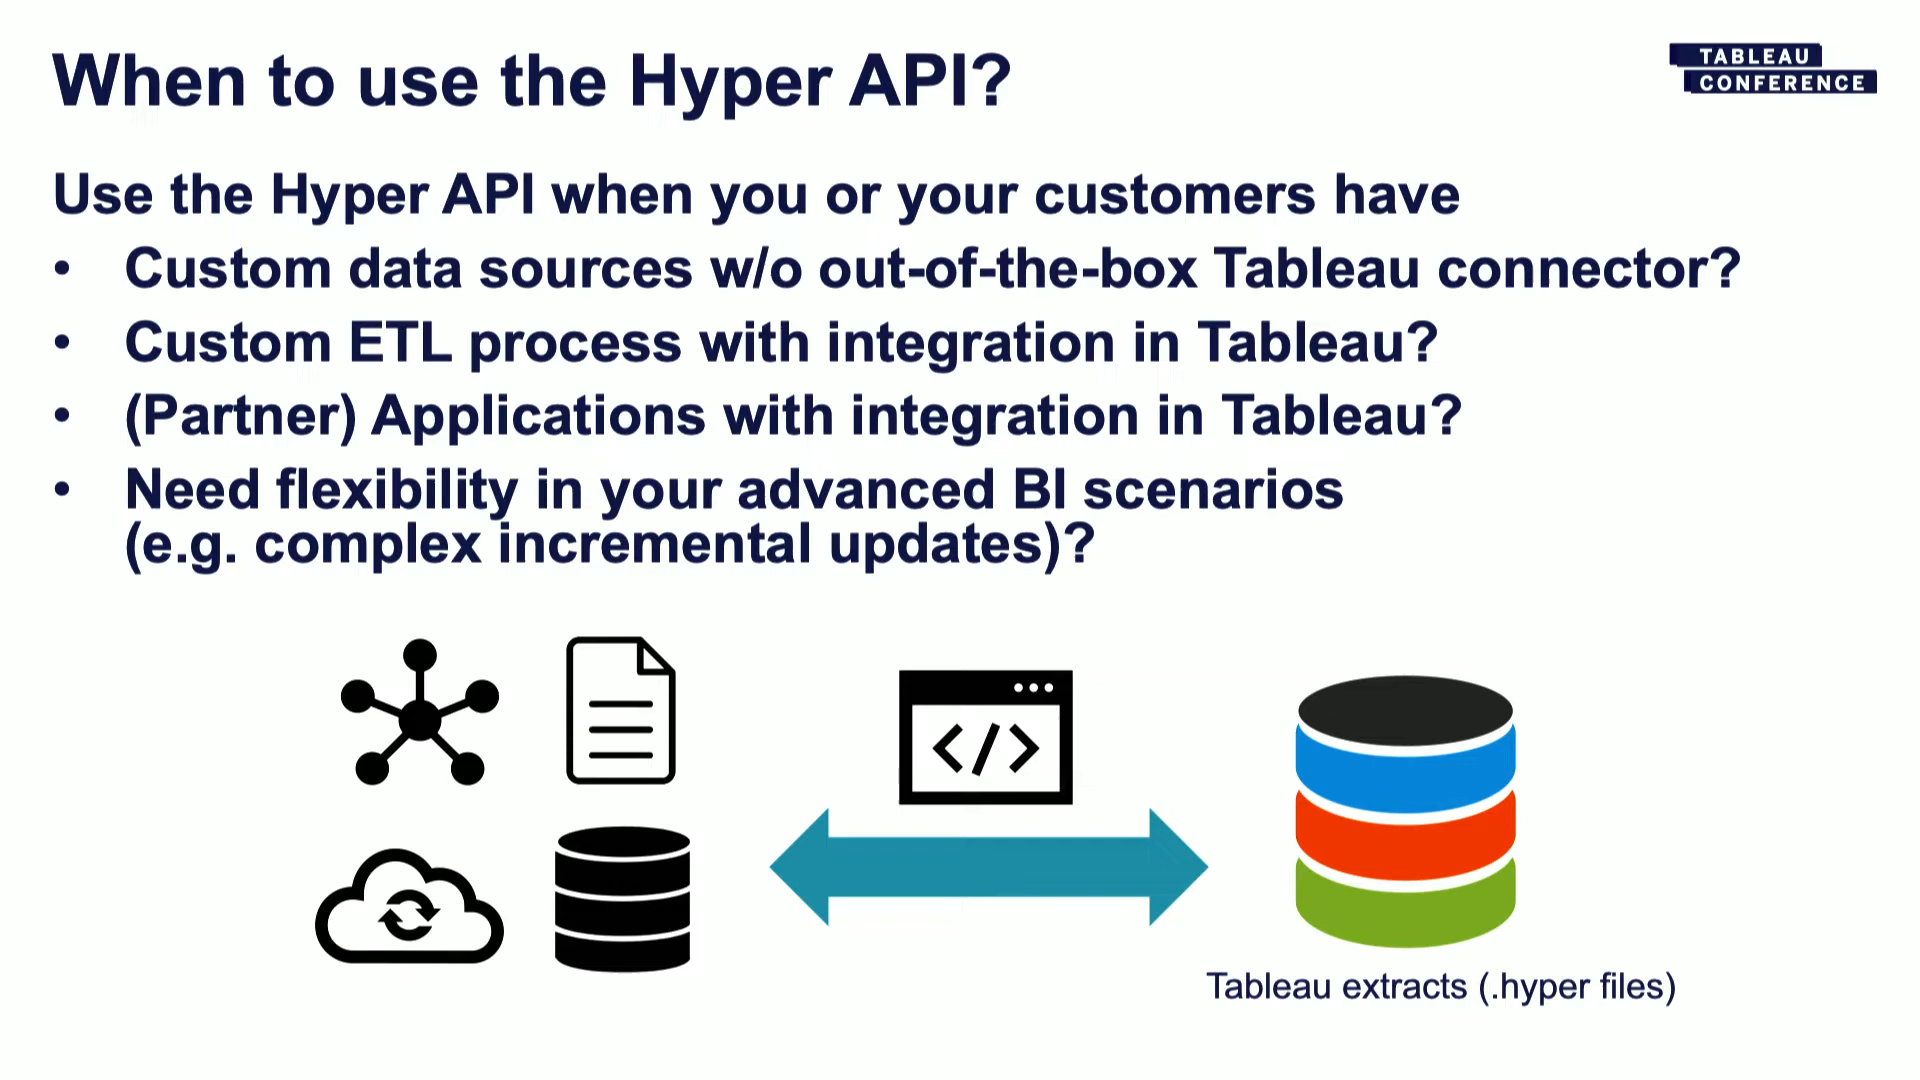 When to use the Hyper API?
TABLEAU
CONFERENCE
Use the Hyper API when you or your customers have
• Custom data sources w/o out-of-the-box Tableau connector?
• Custom ETL process with integration in Tableau?
• (Partner) Applications with integration in Tableau?
• Need flexibility in your advanced BI scenarios
(e.g. complex incremental updates)?
</>
Tableau extracts (.hyper files)